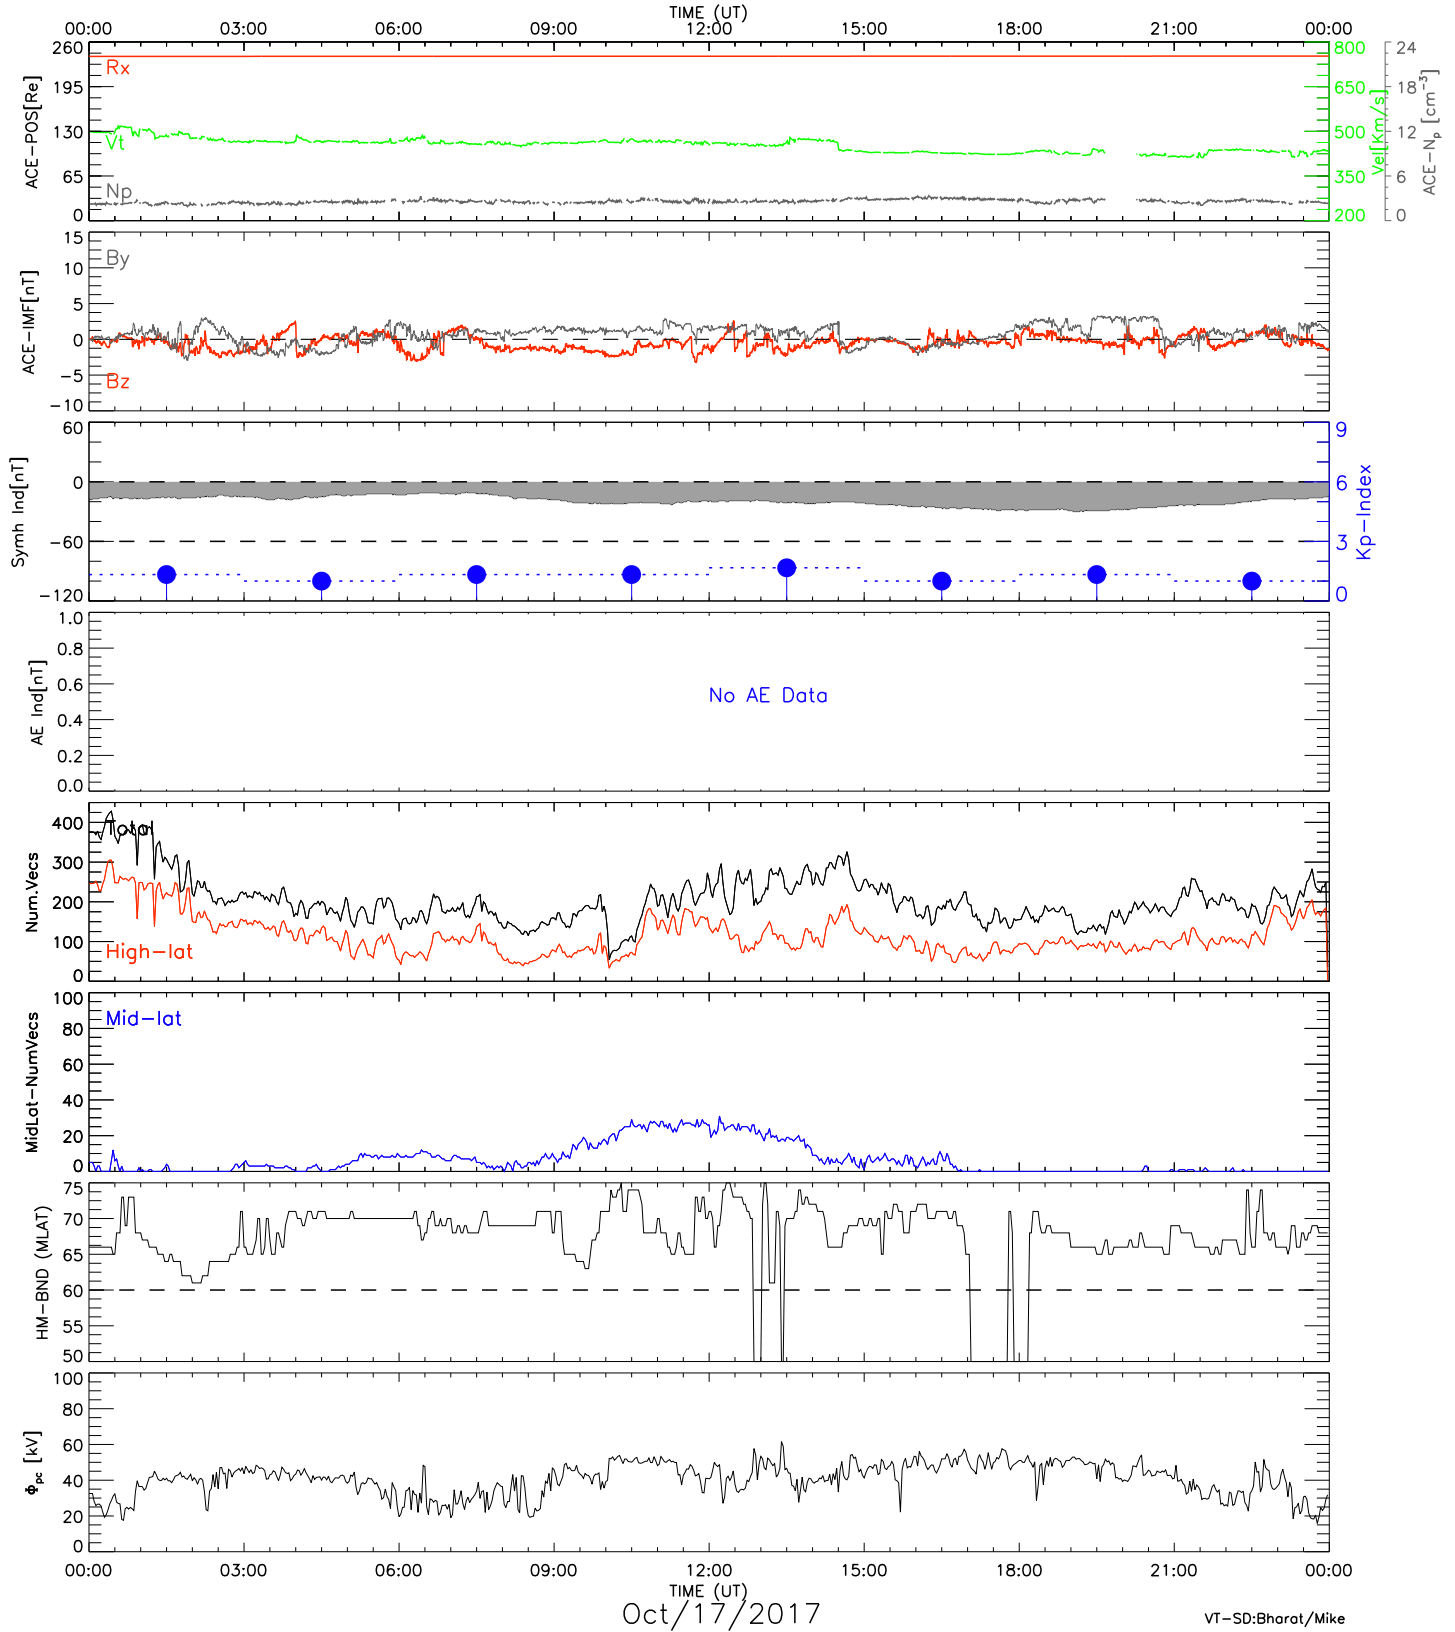 TIME (UT)
00:00 03:00 06:00 09:00 12:00 15:00 18:00 21:00 00:00
260 195 130 65 0
ACE-POS[Re]
Rx
Vt
Np
800 650 500 350 200
Vel[Km/s]
24 18 12 6 0
ACE-Np [cm-3]
15 10 5 0 -5 -10
ACE-IMF[nT]
By
Bz
60 0 -60 -120
Symh Ind[nT]
9 6 3 0
Kp-Index
1.0 0.8 0.6 0.4 0.2 0.0
AE Ind[nT]
No AE Data
400 300 200 100 0
Num.Vecs
Total
High-lat
100 80 60 40 20 0
MidLat-NumVecs
Mid-lat
75 70 65 60 55 50
HM-BND (MLAT)
100 80 60 40 20 0
Φpc [kV]
00:00 03:00 06:00 09:00 12:00 15:00 18:00 21:00 00:00
TIME (UT)
Oct/17/2017
VT-SD:Bharat/Mike